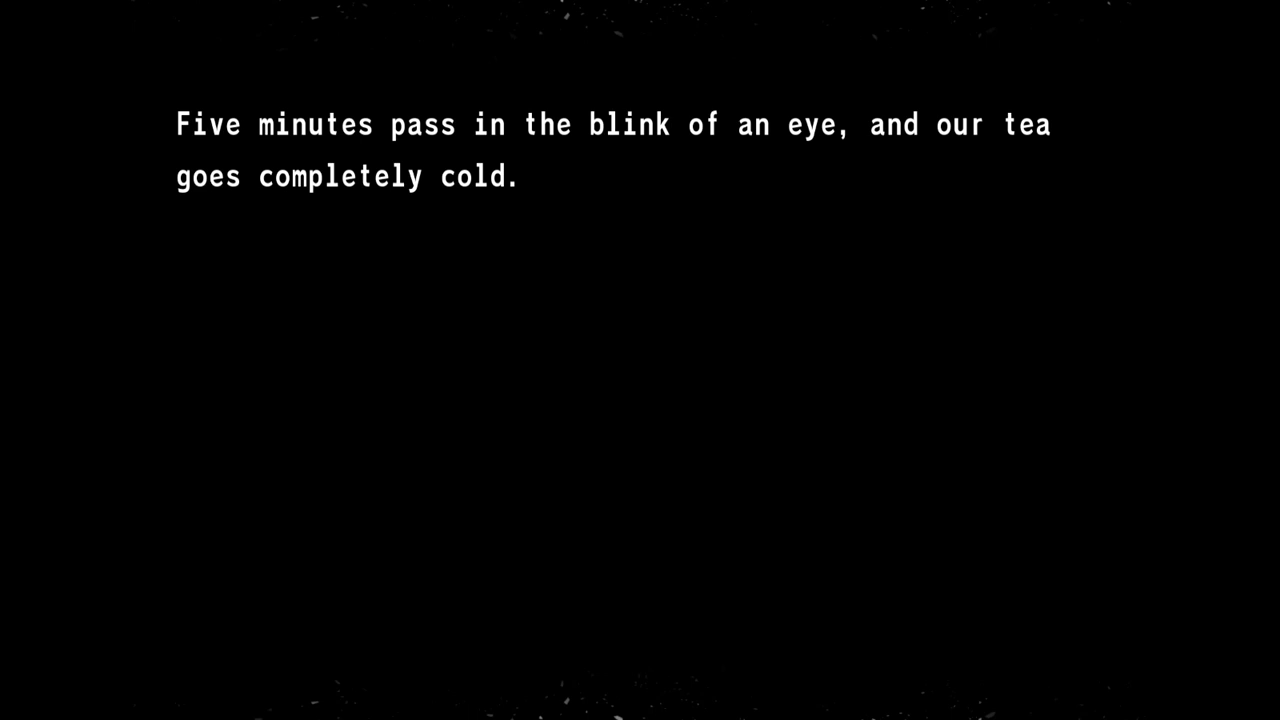 Five minutes pass in the blink of an eye, and our tea
goes completely cold.